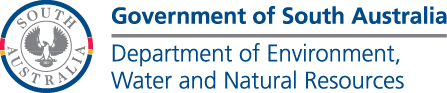 SOUTH
AUSTRALIA
Government of South Australia
Department of Environment,
Water and Natural Resources